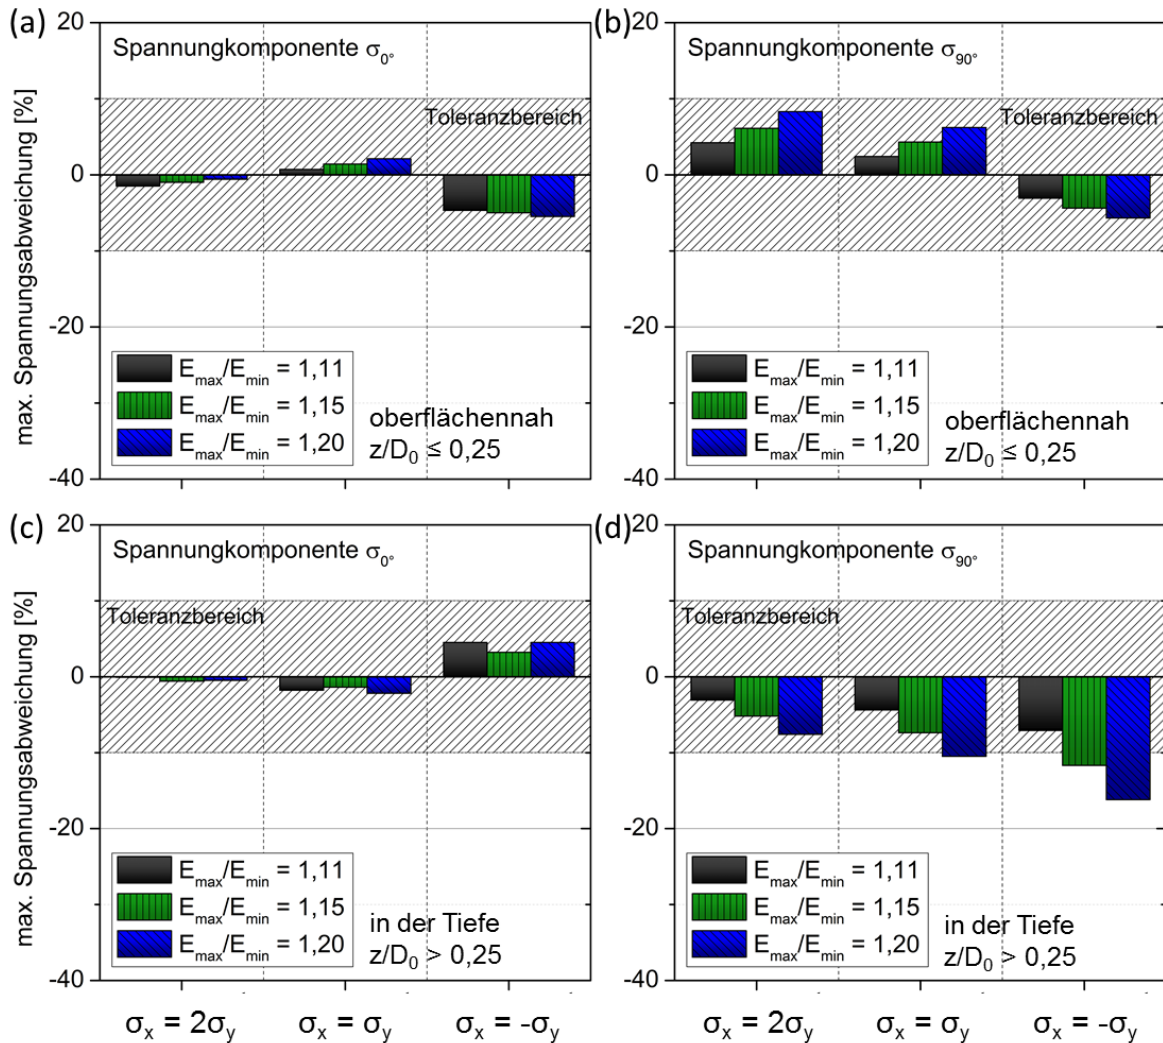 (a)
20
Spannungkomponente σ0°
Toleranzbereich
0
-20
-40
max. Spannungsabweichung [%]
Emax/Emin = 1,11
Emax/Emin = 1,15
Emax/Emin = 1,20
oberflächennah
z/D0 ≤ 0,25
(b)
20
Spannungkomponente σ90°
Toleranzbereich
0
-20
-40
Emax/Emin = 1,11
Emax/Emin = 1,15
Emax/Emin = 1,20
oberflächennah
z/D0 ≤ 0,25
(c)
20
Spannungkomponente σ0°
Toleranzbereich
0
-20
-40
max. Spannungsabweichung [%]
Emax/Emin = 1,11
Emax/Emin = 1,15
Emax/Emin = 1,20
in der Tiefe
z/D0 > 0,25
σx = 2σy
σx = σy
σx = -σy
(d)
20
Spannungkomponente σ90°
Toleranzbereich
0
-20
-40
Emax/Emin = 1,11
Emax/Emin = 1,15
Emax/Emin = 1,20
in der Tiefe
z/D0 > 0,25
σx = 2σy
σx = σy
σx = -σy